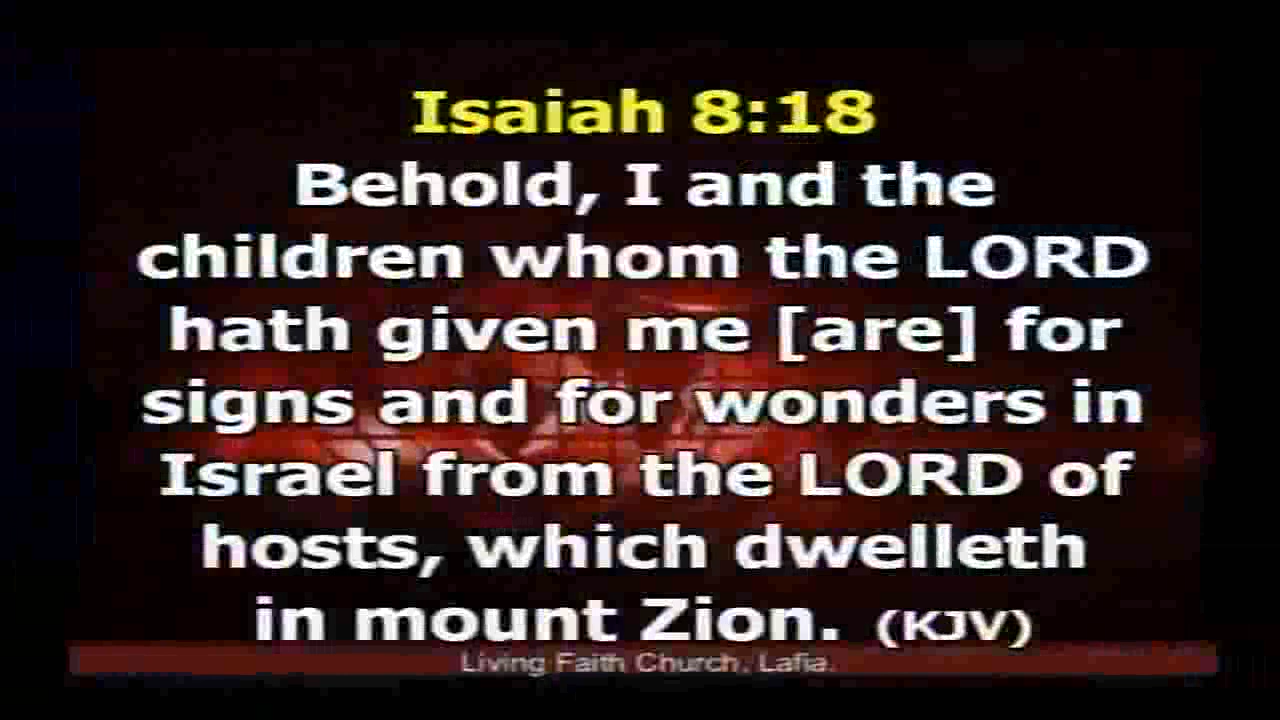 Isaiah 8:18
Behold, I and the
children whom the LORD
hath given me [are] for
signs and for wonders in
Israel from the LORD of
hosts, which dwelleth
in mount Zion. (KJV)
Living Faith Church, Lafia.